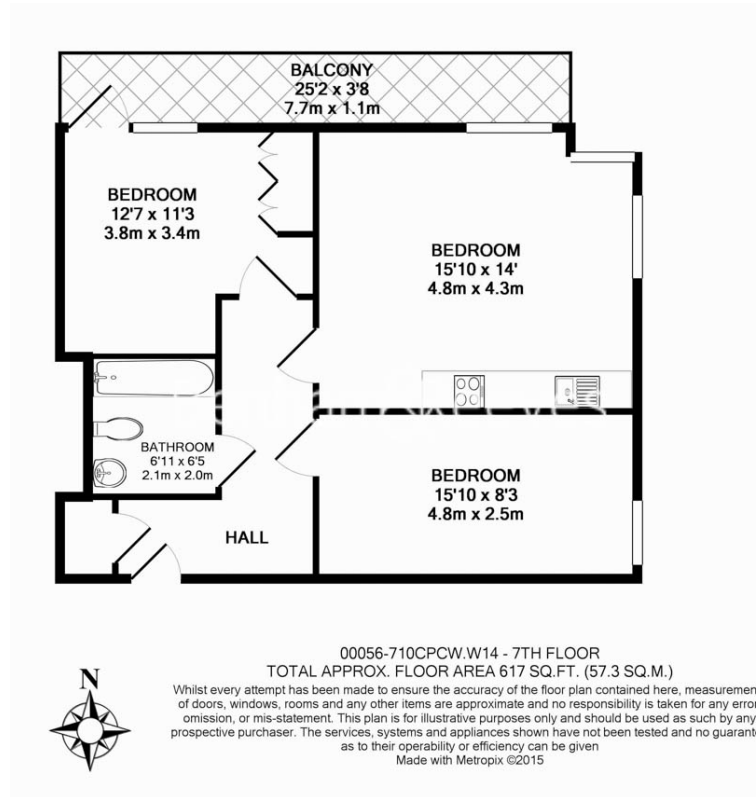 BALCONY
25'2 x 3'8
7.7m x 1.1m
BEDROOM
12'7 x 11'3
3.8m x 3.4m
BEDROOM
15'10 x 14'
4.8m x 4.3m
BATHROOM
6'11 x 6'5
2.1m x 2.0m
BEDROOM
15'10 x 8'3
4.8m x 2.5m
HALL
N
00056-710CPCW.W14 - 7TH FLOOR
TOTAL APPROX. FLOOR AREA 617 SQ.FT. (57.3 SQ.M.)
Whilst every attempt has been made to ensure the accuracy of the floor plan contained here, measuremen
of doors, windows, rooms and any other items are approximate and no responsibility is taken for any error
omission, or mis-statement. This plan is for illustrative purposes only and should be used as such by any
prospective purchaser. The services, systems and appliances shown have not been tested and no guarant
as to their operability or efficiency can be given
Made with Metropix ©2015